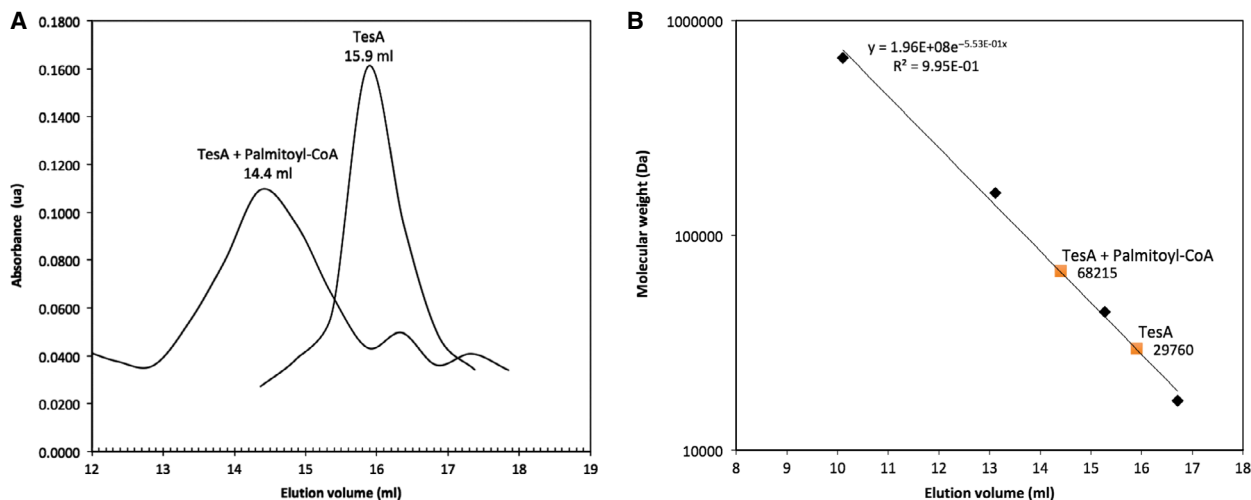 A
0.1800
0.1600
0.1400
0.1200
0.1000
0.0800
0.0600
0.0400
0.0200
0.0000
Absorbance (ua)
TesA
15.9 ml
TesA + Palmitoyl-CoA
14.4 ml
12 13 14 15 16 17 18 19
Elution volume (ml)
B
1000000
100000
10000
Molecular weight (Da)
y = 1.96E+08e⁻⁵·⁵³ᴱ⁻⁰¹ˣ
R² = 9.95E-01
TesA + Palmitoyl-CoA
68215
TesA
29760
8 9 10 11 12 13 14 15 16 17 18
Elution volume (ml)